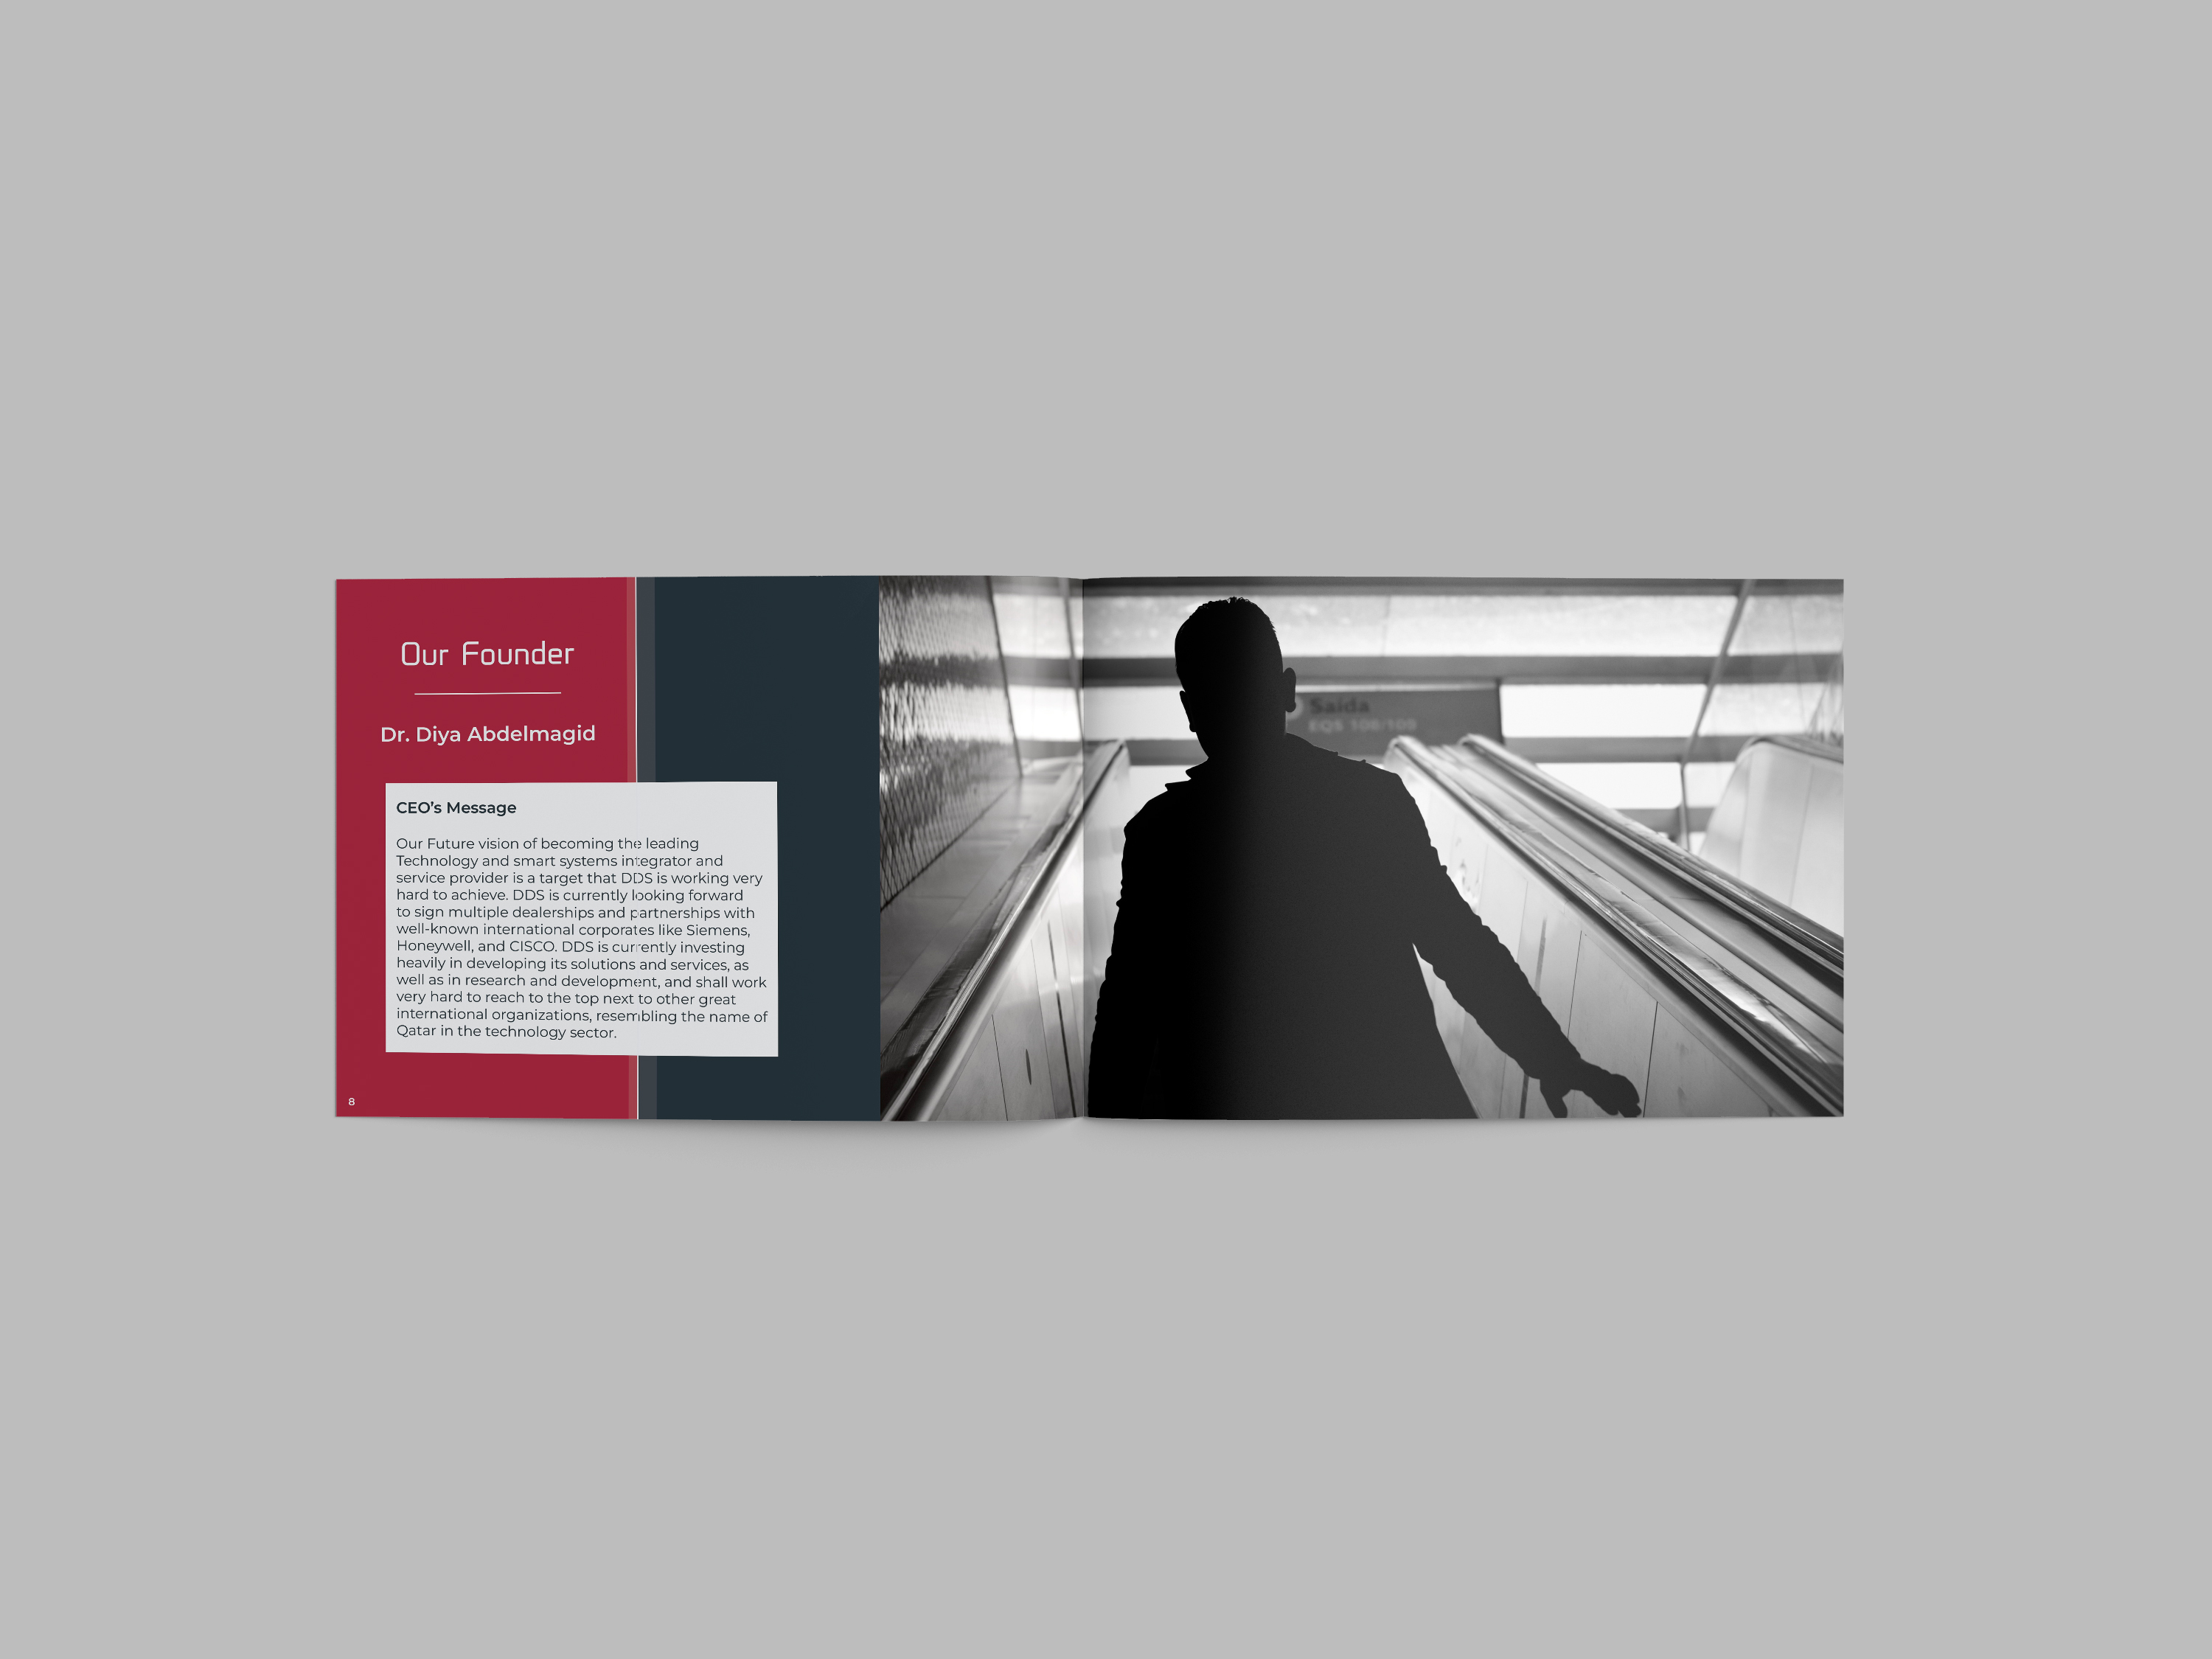 Our Founder
Dr. Diya Abdelmagid
CEO’s Message
Our Future vision of becoming the leading
Technology and smart systems integrator and
service provider is a target that DDS is working very
hard to achieve. DDS is currently looking forward
to sign multiple dealerships and partnerships with
well-known international corporates like Siemens,
Honeywell, and CISCO. DDS is currently investing
heavily in developing its solutions and services, as
well as in research and development, and shall work
very hard to reach to the top next to other great
international organizations, resembling the name of
Qatar in the technology sector.
8
Saida
EQS 108/109